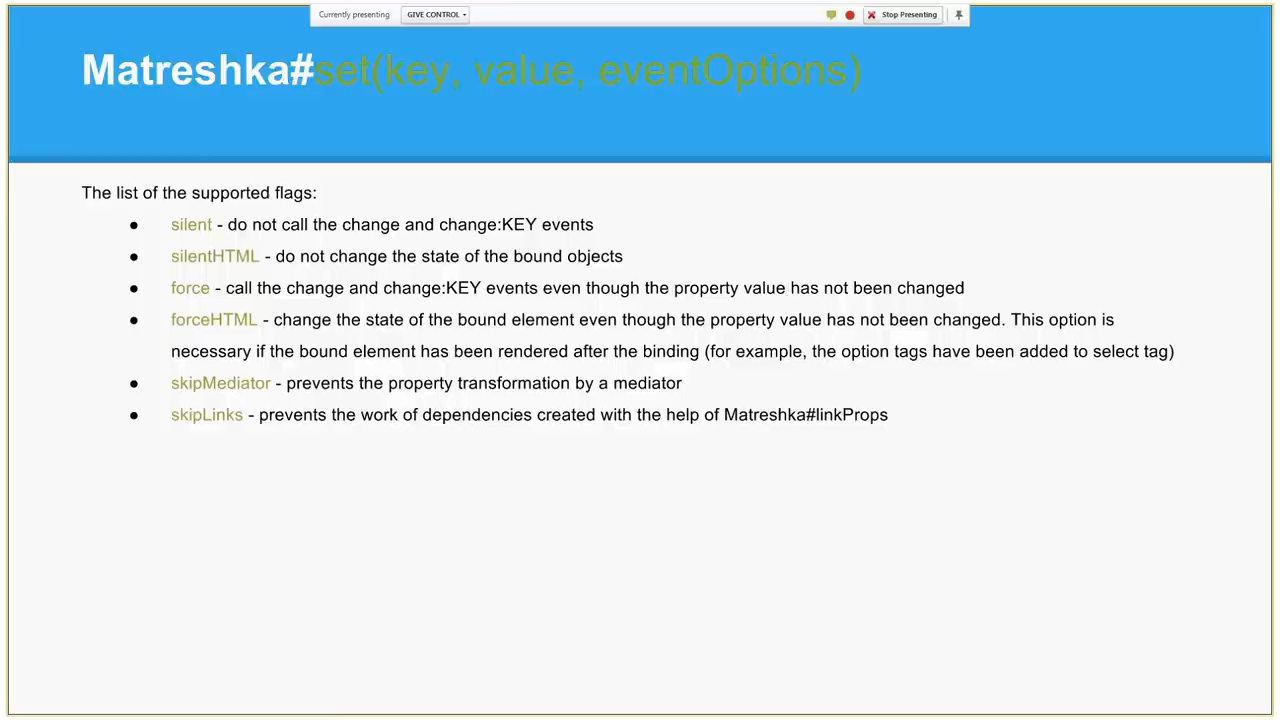 Currently presenting GIVE CONTROL Stop Presenting
Matreshka#set(key, value, eventOptions)
The list of the supported flags:
● silent - do not call the change and change:KEY events
● silentHTML - do not change the state of the bound objects
● force - call the change and change:KEY events even though the property value has not been changed
● forceHTML - change the state of the bound element even though the property value has not been changed. This option is
necessary if the bound element has been rendered after the binding (for example, the option tags have been added to select tag)
● skipMediator - prevents the property transformation by a mediator
● skipLinks - prevents the work of dependencies created with the help of Matreshka#linkProps